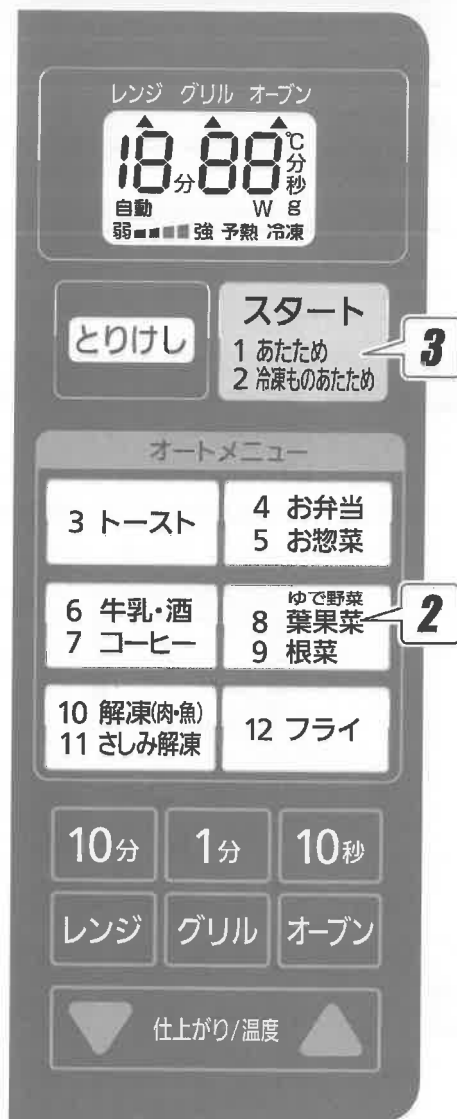 レンジ グリル オーブン
18分88℃分秒
自動 W g
弱 強 予熱 冷凍
とりけし
スタート
1 あたため
2 冷凍ものあたため
3
オートメニュー
3 トースト
4 お弁当
5 お惣菜
6 牛乳・酒
7 コーヒー
ゆで野菜
8 葉果菜
9 根菜
2
10 解凍(肉・魚)
11 さしみ解凍
12 フライ
10分 1分 10秒
レンジ グリル オーブン
仕上がり/温度